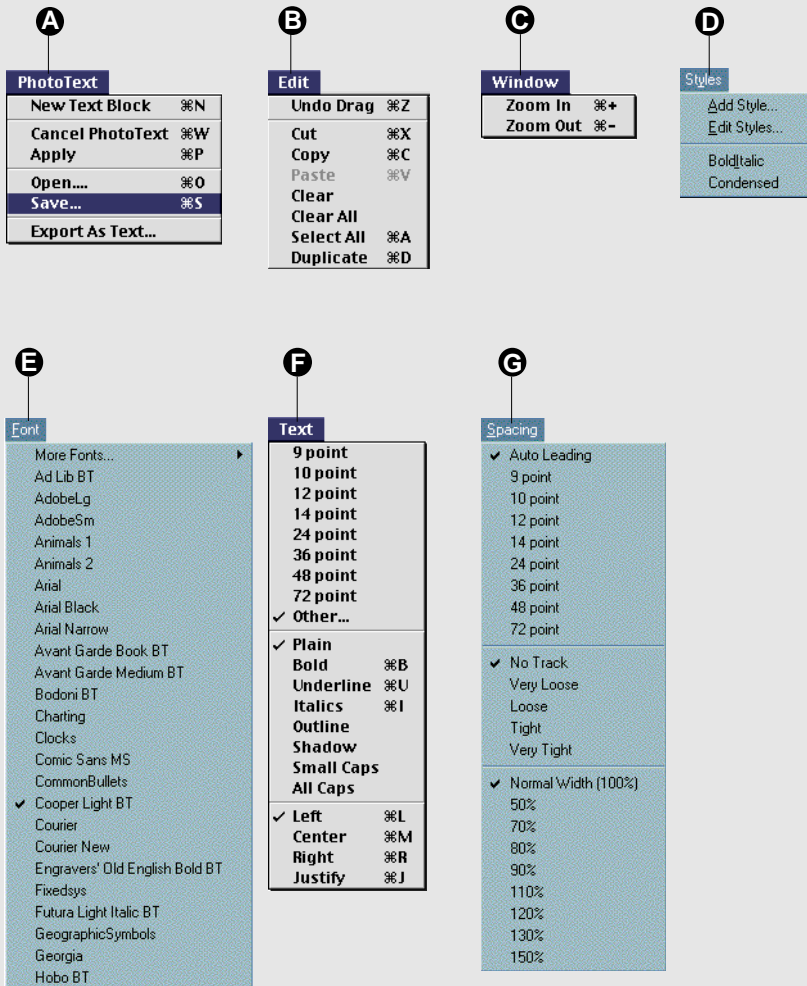 A
PhotoText
New Text Block ⌘N
Cancel PhotoText ⌘W
Apply ⌘P
Open.... ⌘O
Save... ⌘S
Export As Text...
B
Edit
Undo Drag ⌘Z
Cut ⌘X
Copy ⌘C
Paste ⌘V
Clear
Clear All
Select All ⌘A
Duplicate ⌘D
C
Window
Zoom In ⌘+
Zoom Out ⌘-
D
Styles
Add Style...
Edit Styles...
BoldItalic
Condensed
E
Font
More Fonts...
Ad Lib BT
AdobeLg
AdobeSm
Animals 1
Animals 2
Arial
Arial Black
Arial Narrow
Avant Garde Book BT
Avant Garde Medium BT
Bodoni BT
Charting
Clocks
Comic Sans MS
CommonBullets
✓ Cooper Light BT
Courier
Courier New
Engravers' Old English Bold BT
Fixedsys
Futura Light Italic BT
GeographicSymbols
Georgia
Hobo BT
F
Text
9 point
10 point
12 point
14 point
24 point
36 point
48 point
72 point
✓ Other...
✓ Plain
Bold ⌘B
Underline ⌘U
Italics ⌘I
Outline
Shadow
Small Caps
All Caps
✓ Left ⌘L
Center ⌘M
Right ⌘R
Justify ⌘J
G
Spacing
✓ Auto Leading
9 point
10 point
12 point
14 point
24 point
36 point
48 point
72 point
✓ No Track
Very Loose
Loose
Tight
Very Tight
✓ Normal Width (100%)
50%
70%
80%
90%
110%
120%
130%
150%